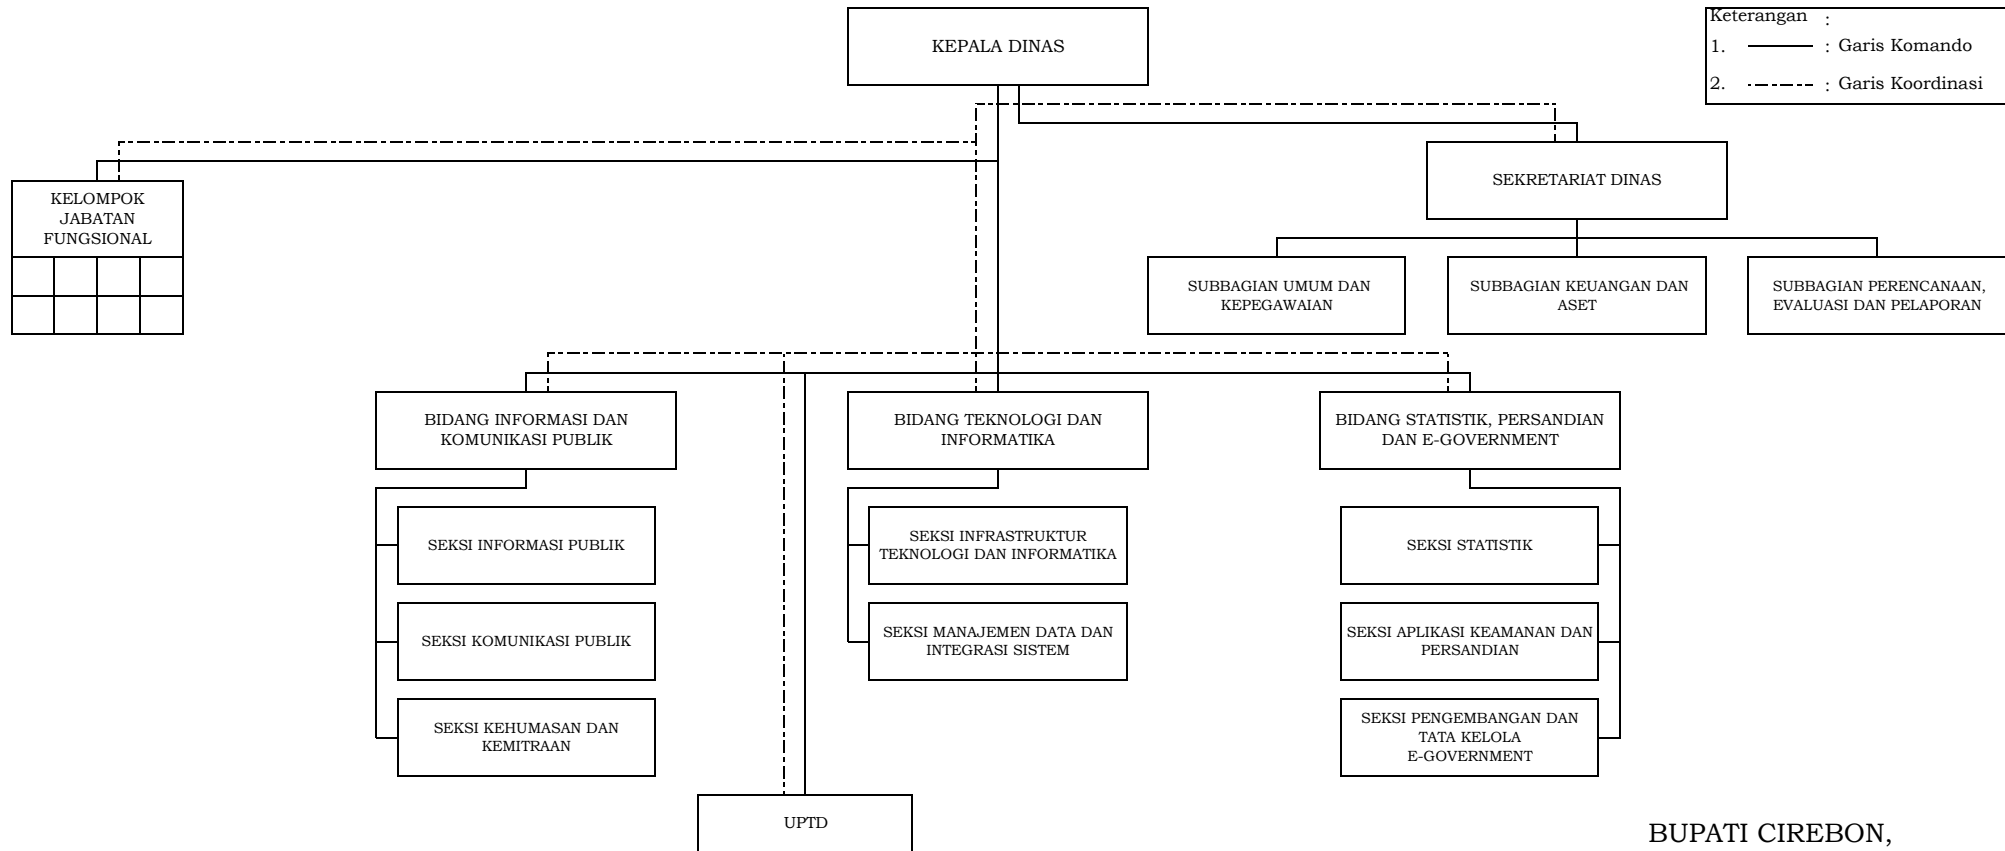 KEPALA DINAS
Keterangan :
1. : Garis Komando
2. : Garis Koordinasi
SEKRETARIAT DINAS
KELOMPOK
JABATAN
FUNGSIONAL
SUBBAGIAN UMUM DAN
KEPEGAWAIAN
SUBBAGIAN KEUANGAN DAN
ASET
SUBBAGIAN PERENCANAAN,
EVALUASI DAN PELAPORAN
BIDANG INFORMASI DAN
KOMUNIKASI PUBLIK
BIDANG TEKNOLOGI DAN
INFORMATIKA
BIDANG STATISTIK, PERSANDIAN
DAN E-GOVERNMENT
SEKSI INFORMASI PUBLIK
SEKSI INFRASTRUKTUR
TEKNOLOGI DAN INFORMATIKA
SEKSI STATISTIK
SEKSI KOMUNIKASI PUBLIK
SEKSI MANAJEMEN DATA DAN
INTEGRASI SISTEM
SEKSI APLIKASI KEAMANAN DAN
PERSANDIAN
SEKSI KEHUMASAN DAN
KEMITRAAN
SEKSI PENGEMBANGAN DAN
TATA KELOLA
E-GOVERNMENT
UPTD
BUPATI CIREBON,